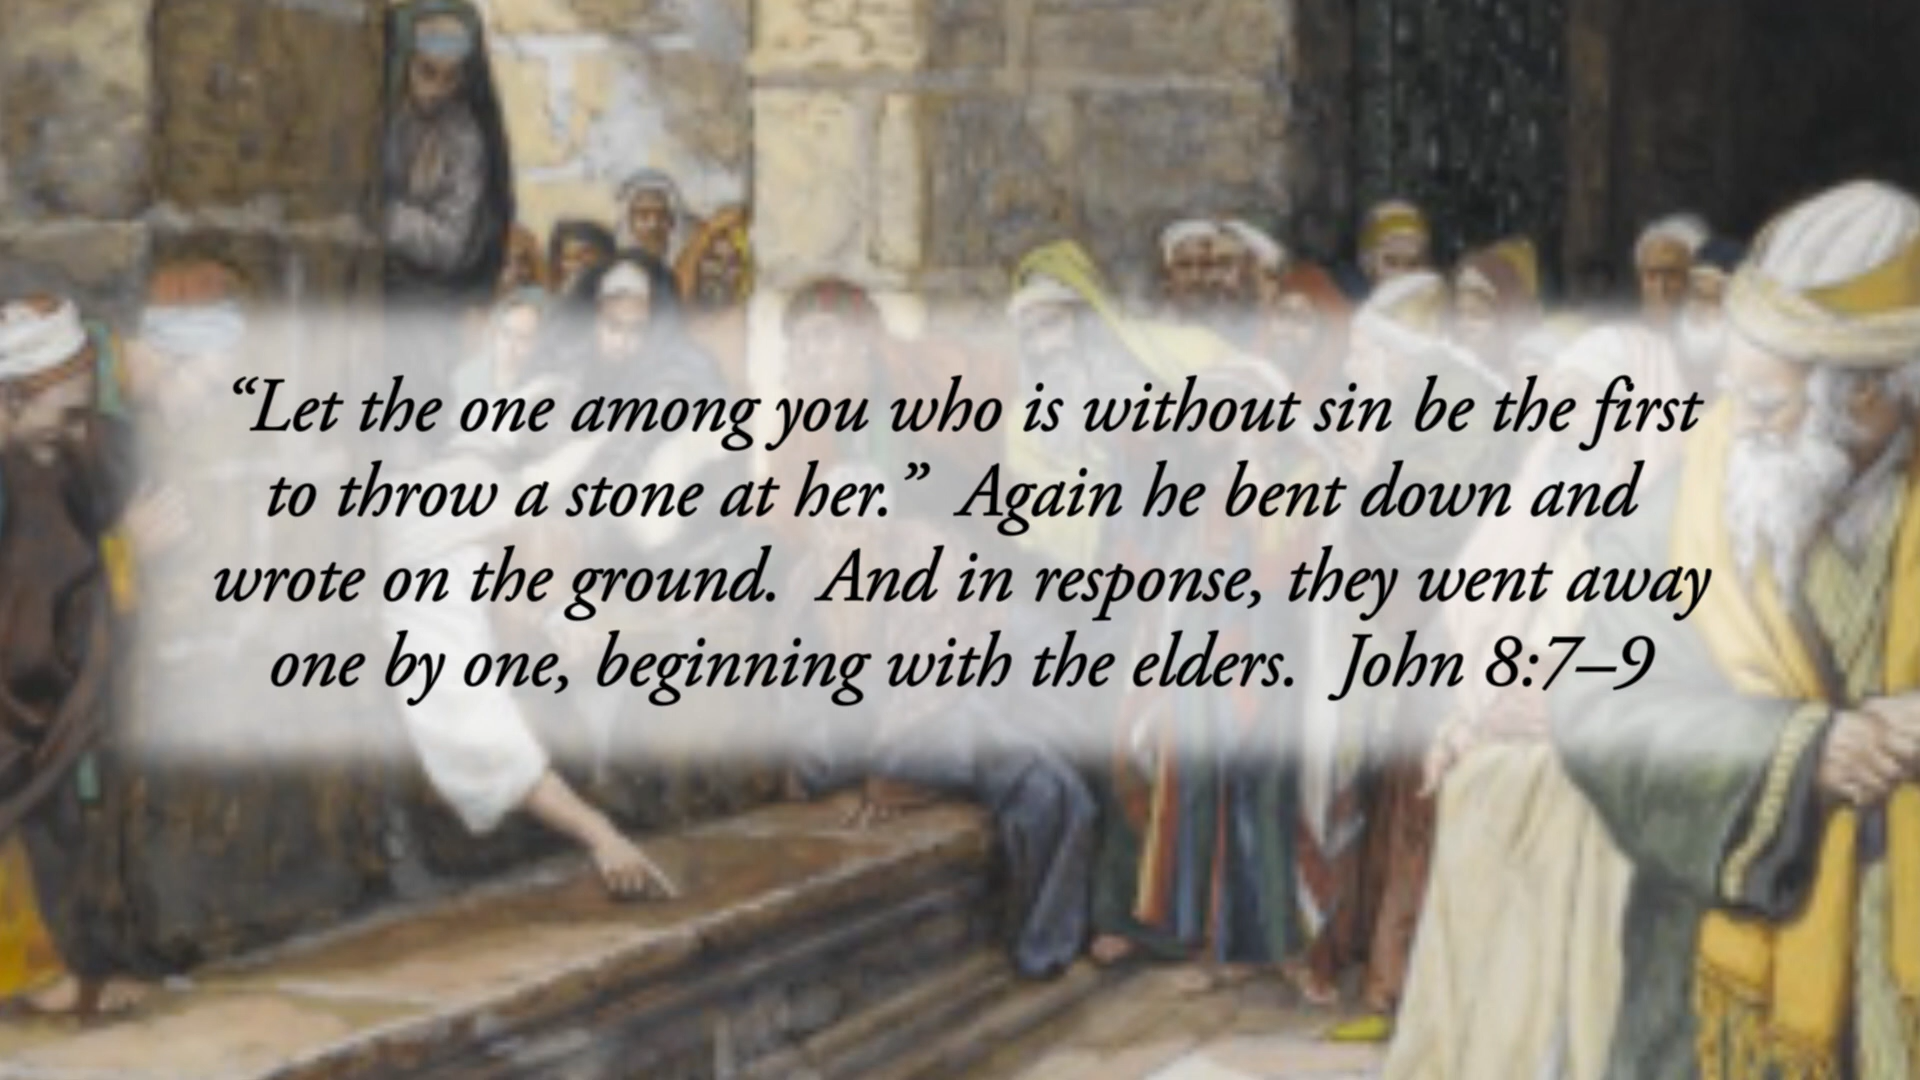 “Let the one among you who is without sin be the first
to throw a stone at her.” Again he bent down and
wrote on the ground. And in response, they went away
one by one, beginning with the elders. John 8:7–9